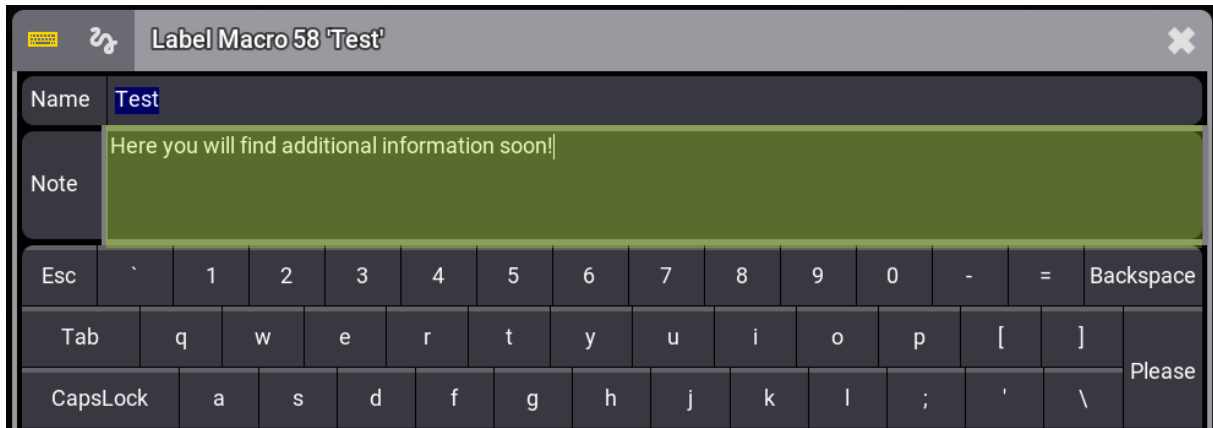 Label Macro 58 'Test'
Name Test
Note Here you will find additional information soon!
Esc ` 1 2 3 4 5 6 7 8 9 0 - = Backspace
Tab q w e r t y u i o p [ ] Please
CapsLock a s d f g h j k l ; ' \